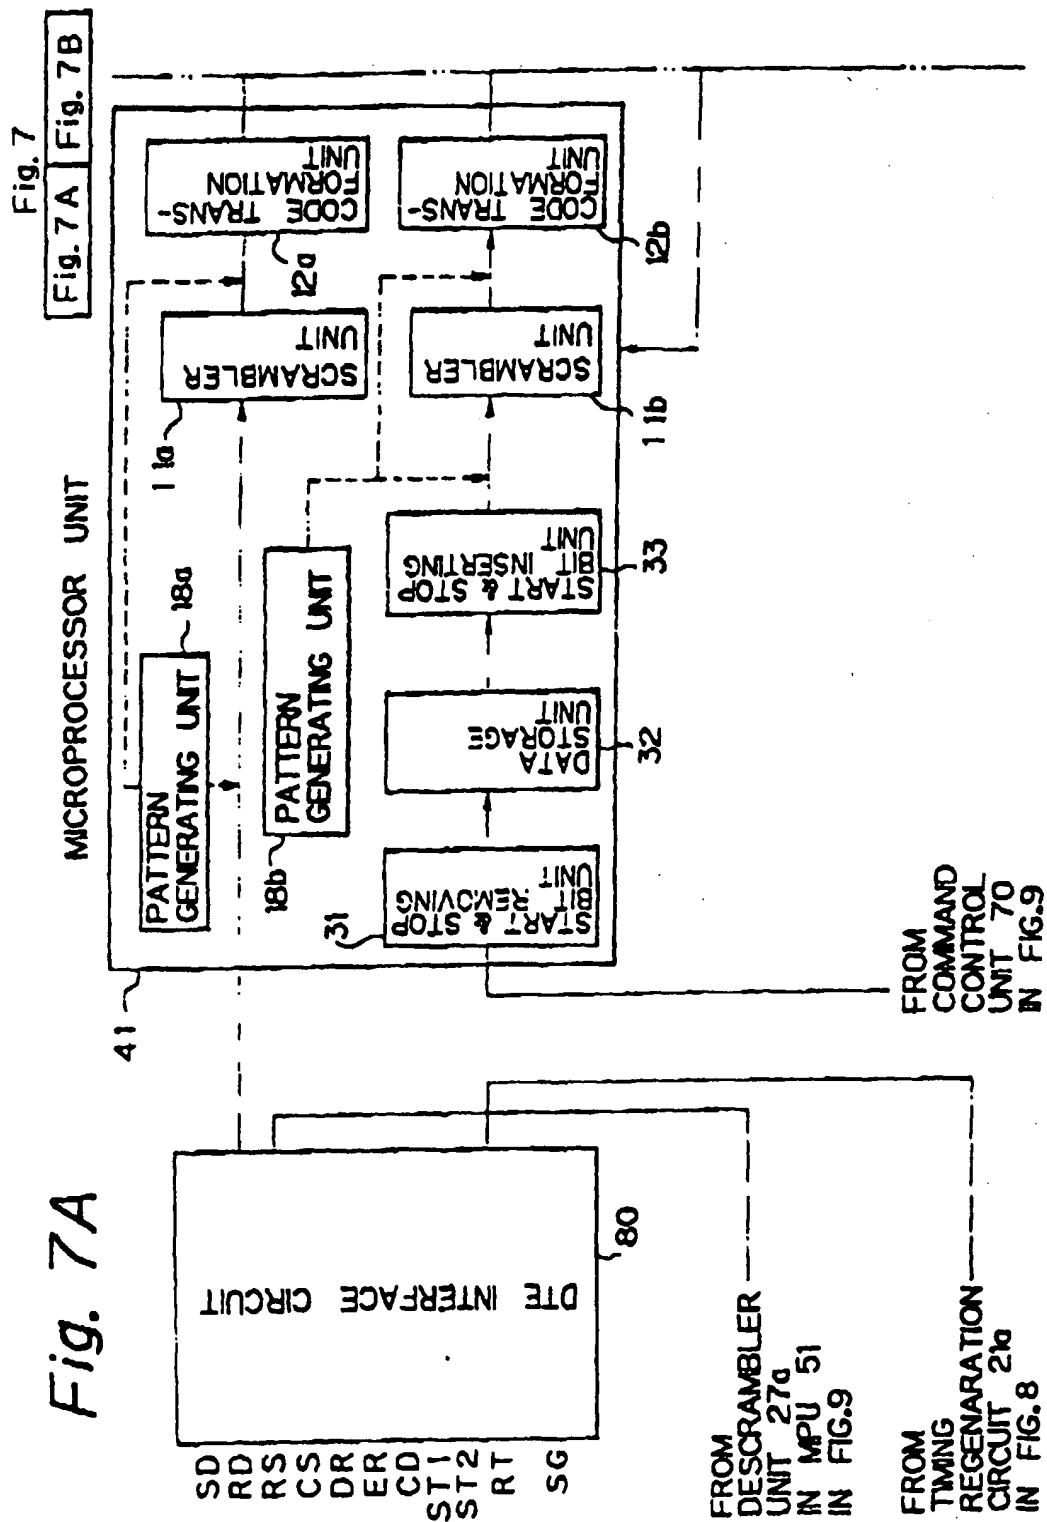 Fig. 7A
Fig. 7
Fig. 7A
Fig. 7B
MICROPROCESSOR UNIT
41
PATTERN
GENERATING UNIT
18a
11a
SCRAMBLER
UNIT
12a
CODE TRANS-
FORMATION
UNIT
18b
PATTERN
GENERATING UNIT
31
START & STOP
BIT REMOVING
UNIT
DATA
STORAGE
UNIT
32
START & STOP
BIT INSERTING
UNIT
33
SCRAMBLER
UNIT
11b
CODE TRANS-
FORMATION
UNIT
12b
SD
RD
RS
CS
DR
ER
CD
ST1
ST2
RT
SG
DTE INTERFACE CIRCUIT
80
FROM
DESCRAMBLER
UNIT 27a
IN MPU 51
IN FIG.9
FROM
TIMING
REGENARATION
CIRCUIT 21a
IN FIG.8
FROM
COMMAND
CONTROL
UNIT 70
IN FIG.9